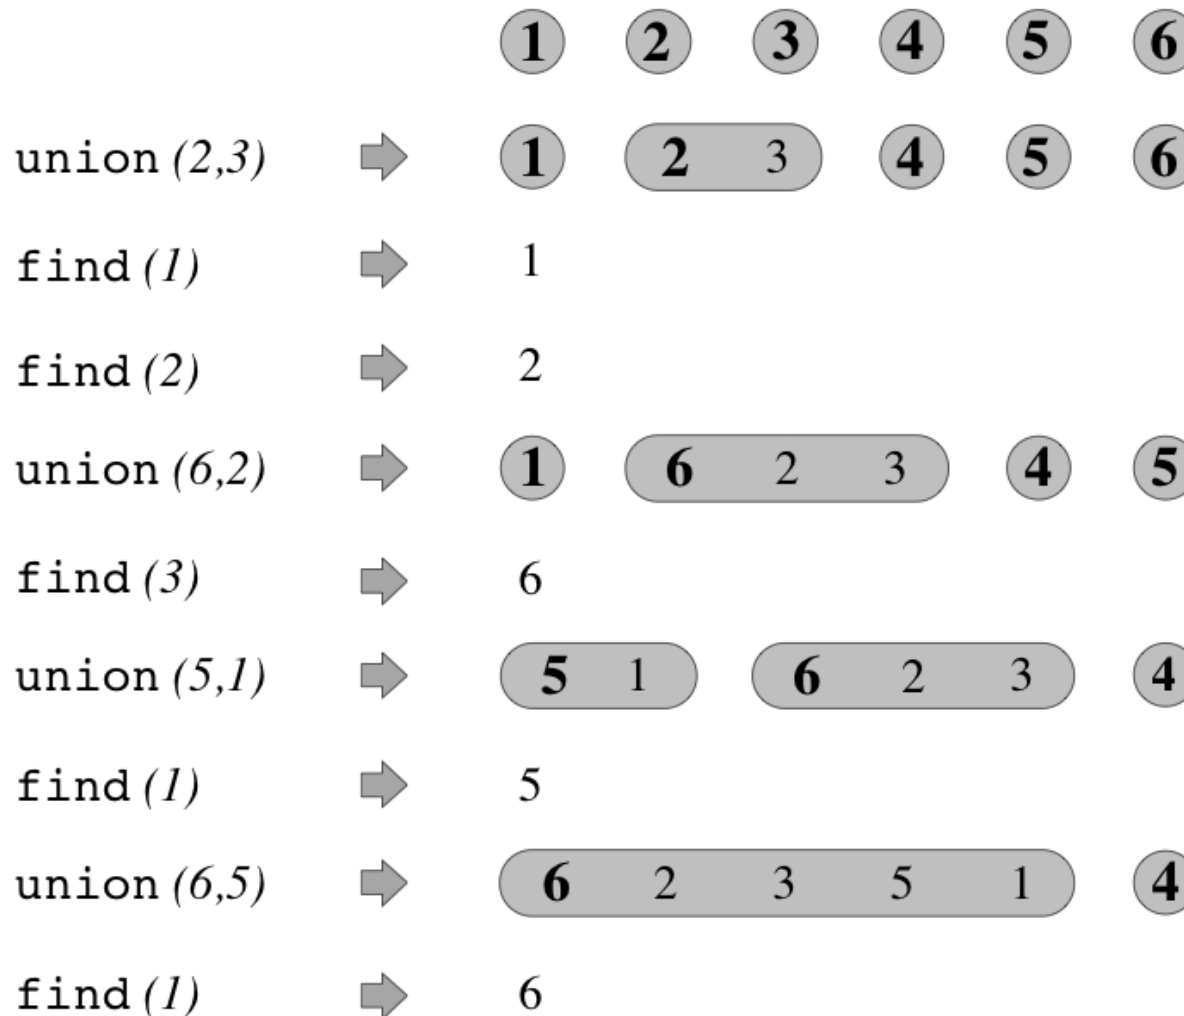 1 2 3 4 5 6
union (2,3) 1 2 3 4 5 6
find (1) 1
find (2) 2
union (6,2) 1 6 2 3 4 5
find (3) 6
union (5,1) 5 1 6 2 3 4
find (1) 5
union (6,5) 6 2 3 5 1 4
find (1) 6